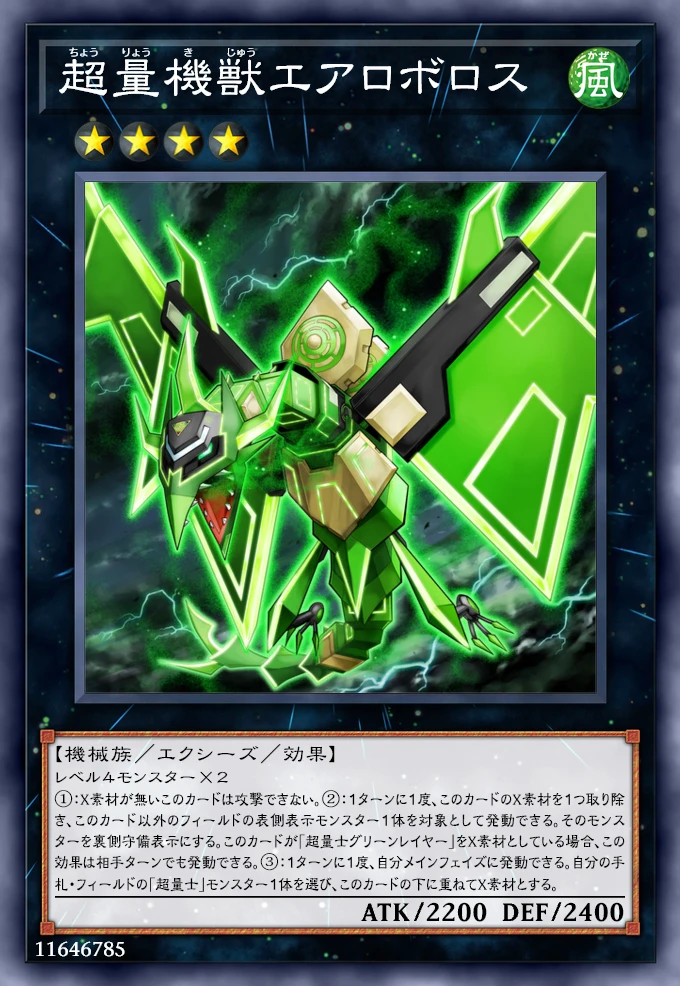 ちょう りょう き じゅう かぜ
超量機獣エアロボロス 風
【機械族／エクシーズ／効果】
レベル４モンスター×２
①：X素材が無いこのカードは攻撃できない。②：1ターンに1度、このカードのX素材を1つ取り除
き、このカード以外のフィールドの表側表示モンスター1体を対象として発動できる。そのモンス
ターを裏側守備表示にする。このカードが「超量士グリーンレイヤー」をX素材としている場合、この
効果は相手ターンでも発動できる。③：1ターンに1度、自分メインフェイズに発動できる。自分の手
札・フィールドの「超量士」モンスター1体を選び、このカードの下に重ねてX素材とする。
ATK/2200 DEF/2400
11646785